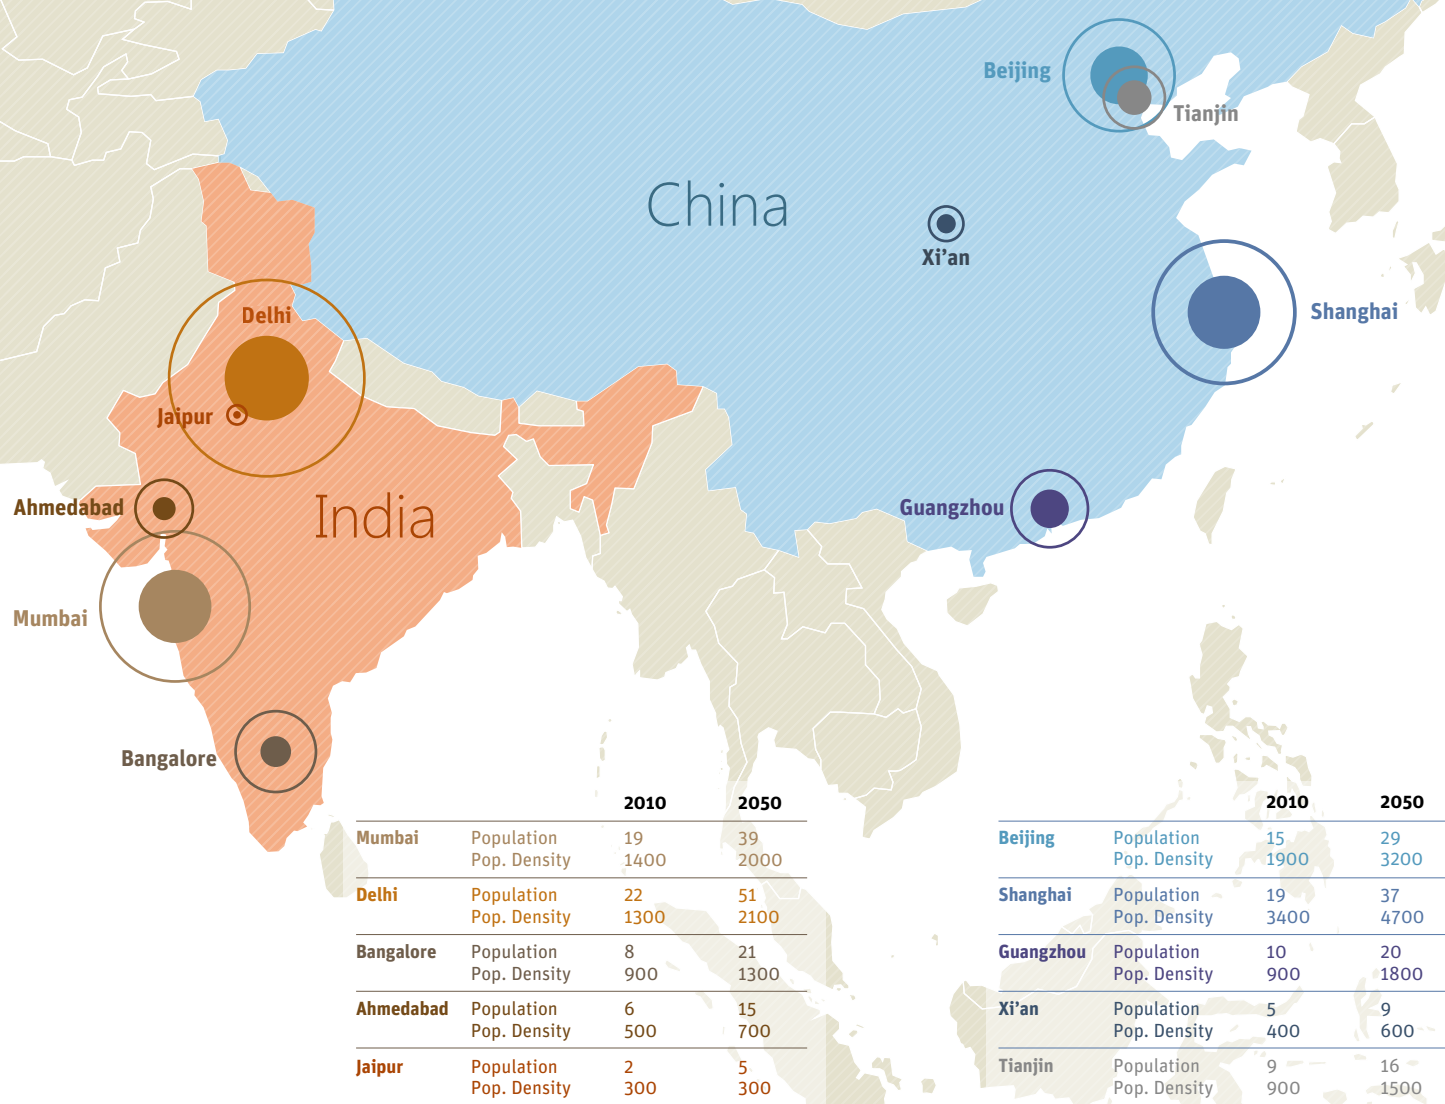 Beijing
Tianjin
China
Xi'an
Delhi
Shanghai
Jaipur
Ahmedabad
India
Guangzhou
Mumbai
Bangalore
2010 2050
Mumbai Population 19 39
Pop. Density 1400 2000
Delhi Population 22 51
Pop. Density 1300 2100
Bangalore Population 8 21
Pop. Density 900 1300
Ahmedabad Population 6 15
Pop. Density 500 700
Jaipur Population 2 5
Pop. Density 300 300
2010 2050
Beijing Population 15 29
Pop. Density 1900 3200
Shanghai Population 19 37
Pop. Density 3400 4700
Guangzhou Population 10 20
Pop. Density 900 1800
Xi'an Population 5 9
Pop. Density 400 600
Tianjin Population 9 16
Pop. Density 900 1500